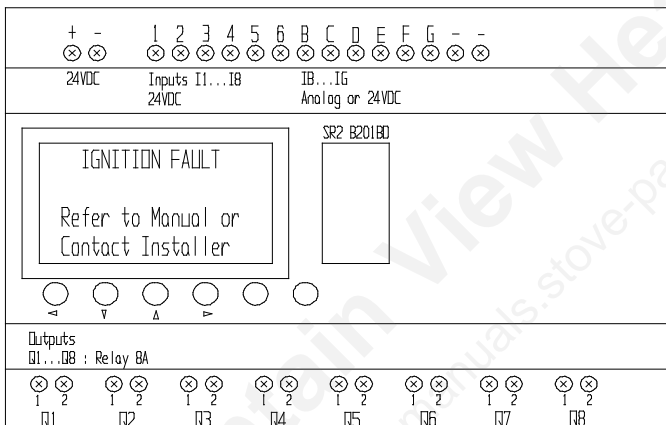 + - 1 2 3 4 5 6 B C D E F G - -
24VDC Inputs I1...I8 IB...IG
24VDC Analog or 24VDC
SR2 B201BD
IGNITION FAULT
Refer to Manual or
Contact Installer
Outputs
Q1...Q8 : Relay 8A
1 2 1 2 1 2 1 2 1 2 1 2 1 2 1 2
Q1 Q2 Q3 Q4 Q5 Q6 Q7 Q8